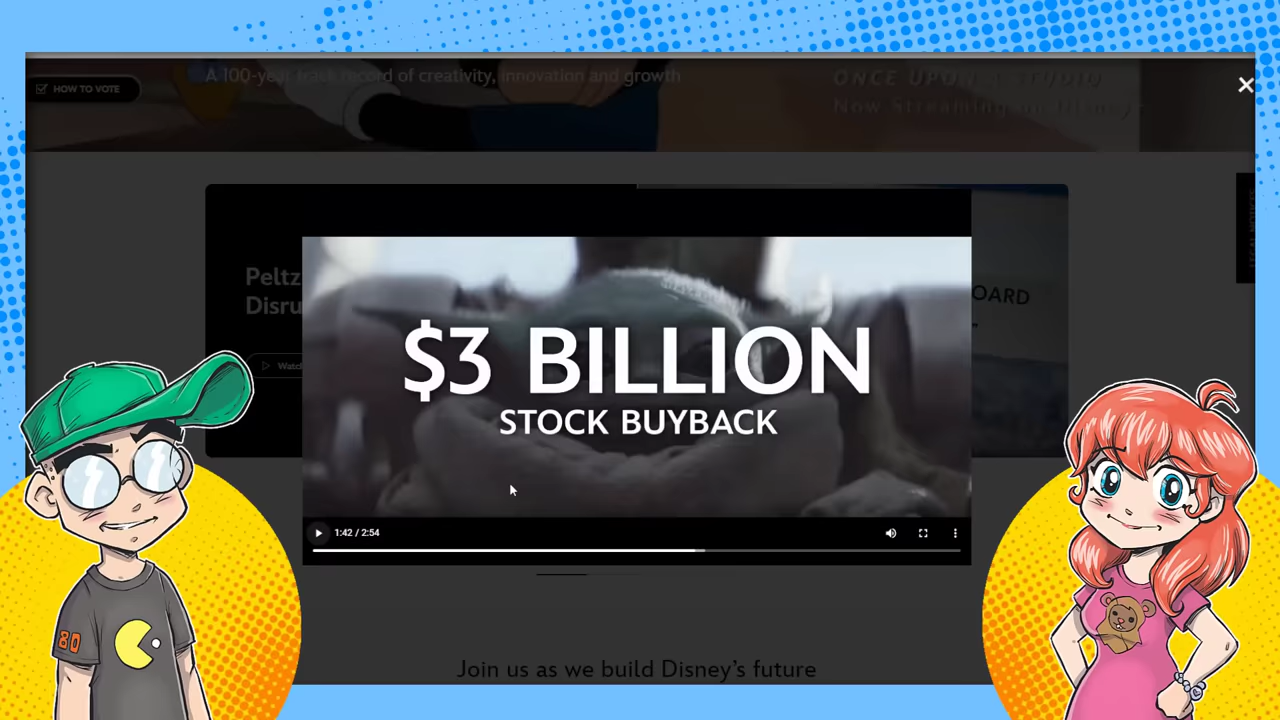 A 100-year track record of creativity, innovation and growth
ONCE UPON A STUDIO
HOW TO VOTE
Now Streaming on Disney+
Peltz
Disru
OARD
Watc
$3 BILLION
STOCK BUYBACK
1:42 / 2:54
80
Join us as we build Disney's future